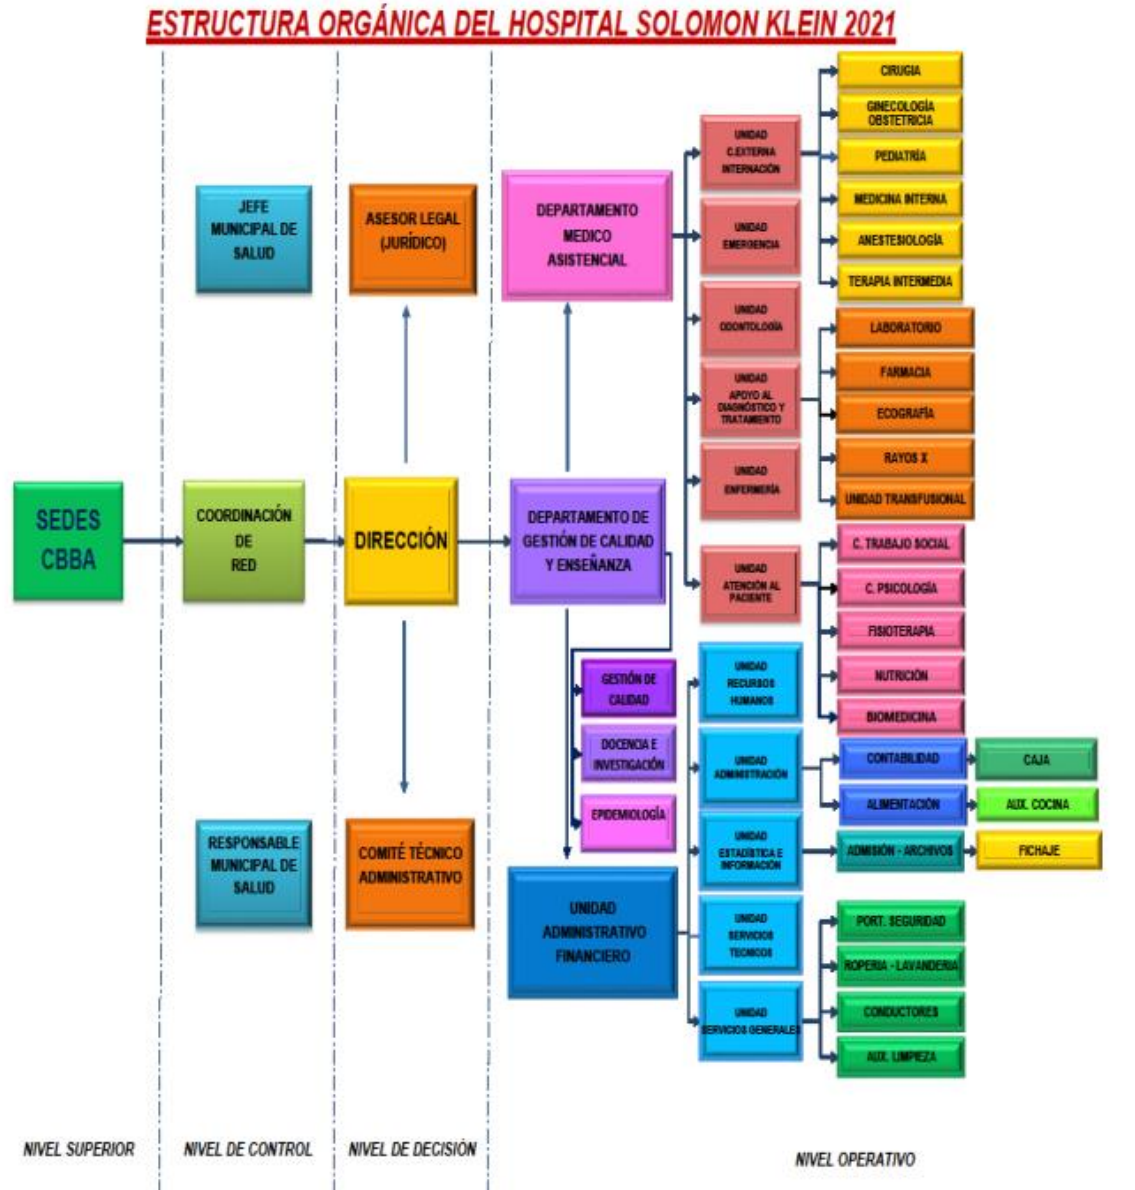 ESTRUCTURA ORGÁNICA DEL HOSPITAL SOLOMON KLEIN 2021
SEDES
CBBA
JEFE
MUNICIPAL DE
SALUD
COORDINACIÓN
DE
RED
RESPONSABLE
MUNICIPAL DE
SALUD
ASESOR LEGAL
(JURÍDICO)
DIRECCIÓN
COMITÉ TÉCNICO
ADMINISTRATIVO
DEPARTAMENTO
MEDICO
ASISTENCIAL
DEPARTAMENTO DE
GESTIÓN DE CALIDAD
Y ENSEÑANZA
GESTIÓN DE
CALIDAD
DOCENCIA E
INVESTIGACIÓN
EPIDEMIOLOGÍA
UNIDAD
ADMINISTRATIVO
FINANCIERO
UNIDAD
C.EXTERNA
INTERNACIÓN
UNIDAD
EMERGENCIA
UNIDAD
ODONTOLOGÍA
UNIDAD
APOYO AL
DIAGNÓSTICO Y
TRATAMIENTO
UNIDAD
ENFERMERÍA
UNIDAD
ATENCIÓN AL
PACIENTE
UNIDAD
RECURSOS
HUMANOS
UNIDAD
ADMINISTRACIÓN
UNIDAD
ESTADÍSTICA E
INFORMACIÓN
UNIDAD
SERVICIOS
TECNICOS
UNIDAD
SERVICIOS GENERALES
CIRUGIA
GINECOLOGÍA
OBSTETRICIA
PEDIATRÍA
MEDICINA INTERNA
ANESTESIOLOGÍA
TERAPIA INTERMEDIA
LABORATORIO
FARMACIA
ECOGRAFÍA
RAYOS X
UNIDAD TRANSFUSIONAL
C. TRABAJO SOCIAL
C. PSICOLOGÍA
FISIOTERAPIA
NUTRICIÓN
BIOMEDICINA
CONTABILIDAD
CAJA
ALIMENTACIÓN
AUX. COCINA
ADMISIÓN - ARCHIVOS
FICHAJE
PORT. SEGURIDAD
ROPERIA - LAVANDERIA
CONDUCTORES
AUX. LIMPIEZA
NIVEL SUPERIOR
NIVEL DE CONTROL
NIVEL DE DECISIÓN
NIVEL OPERATIVO